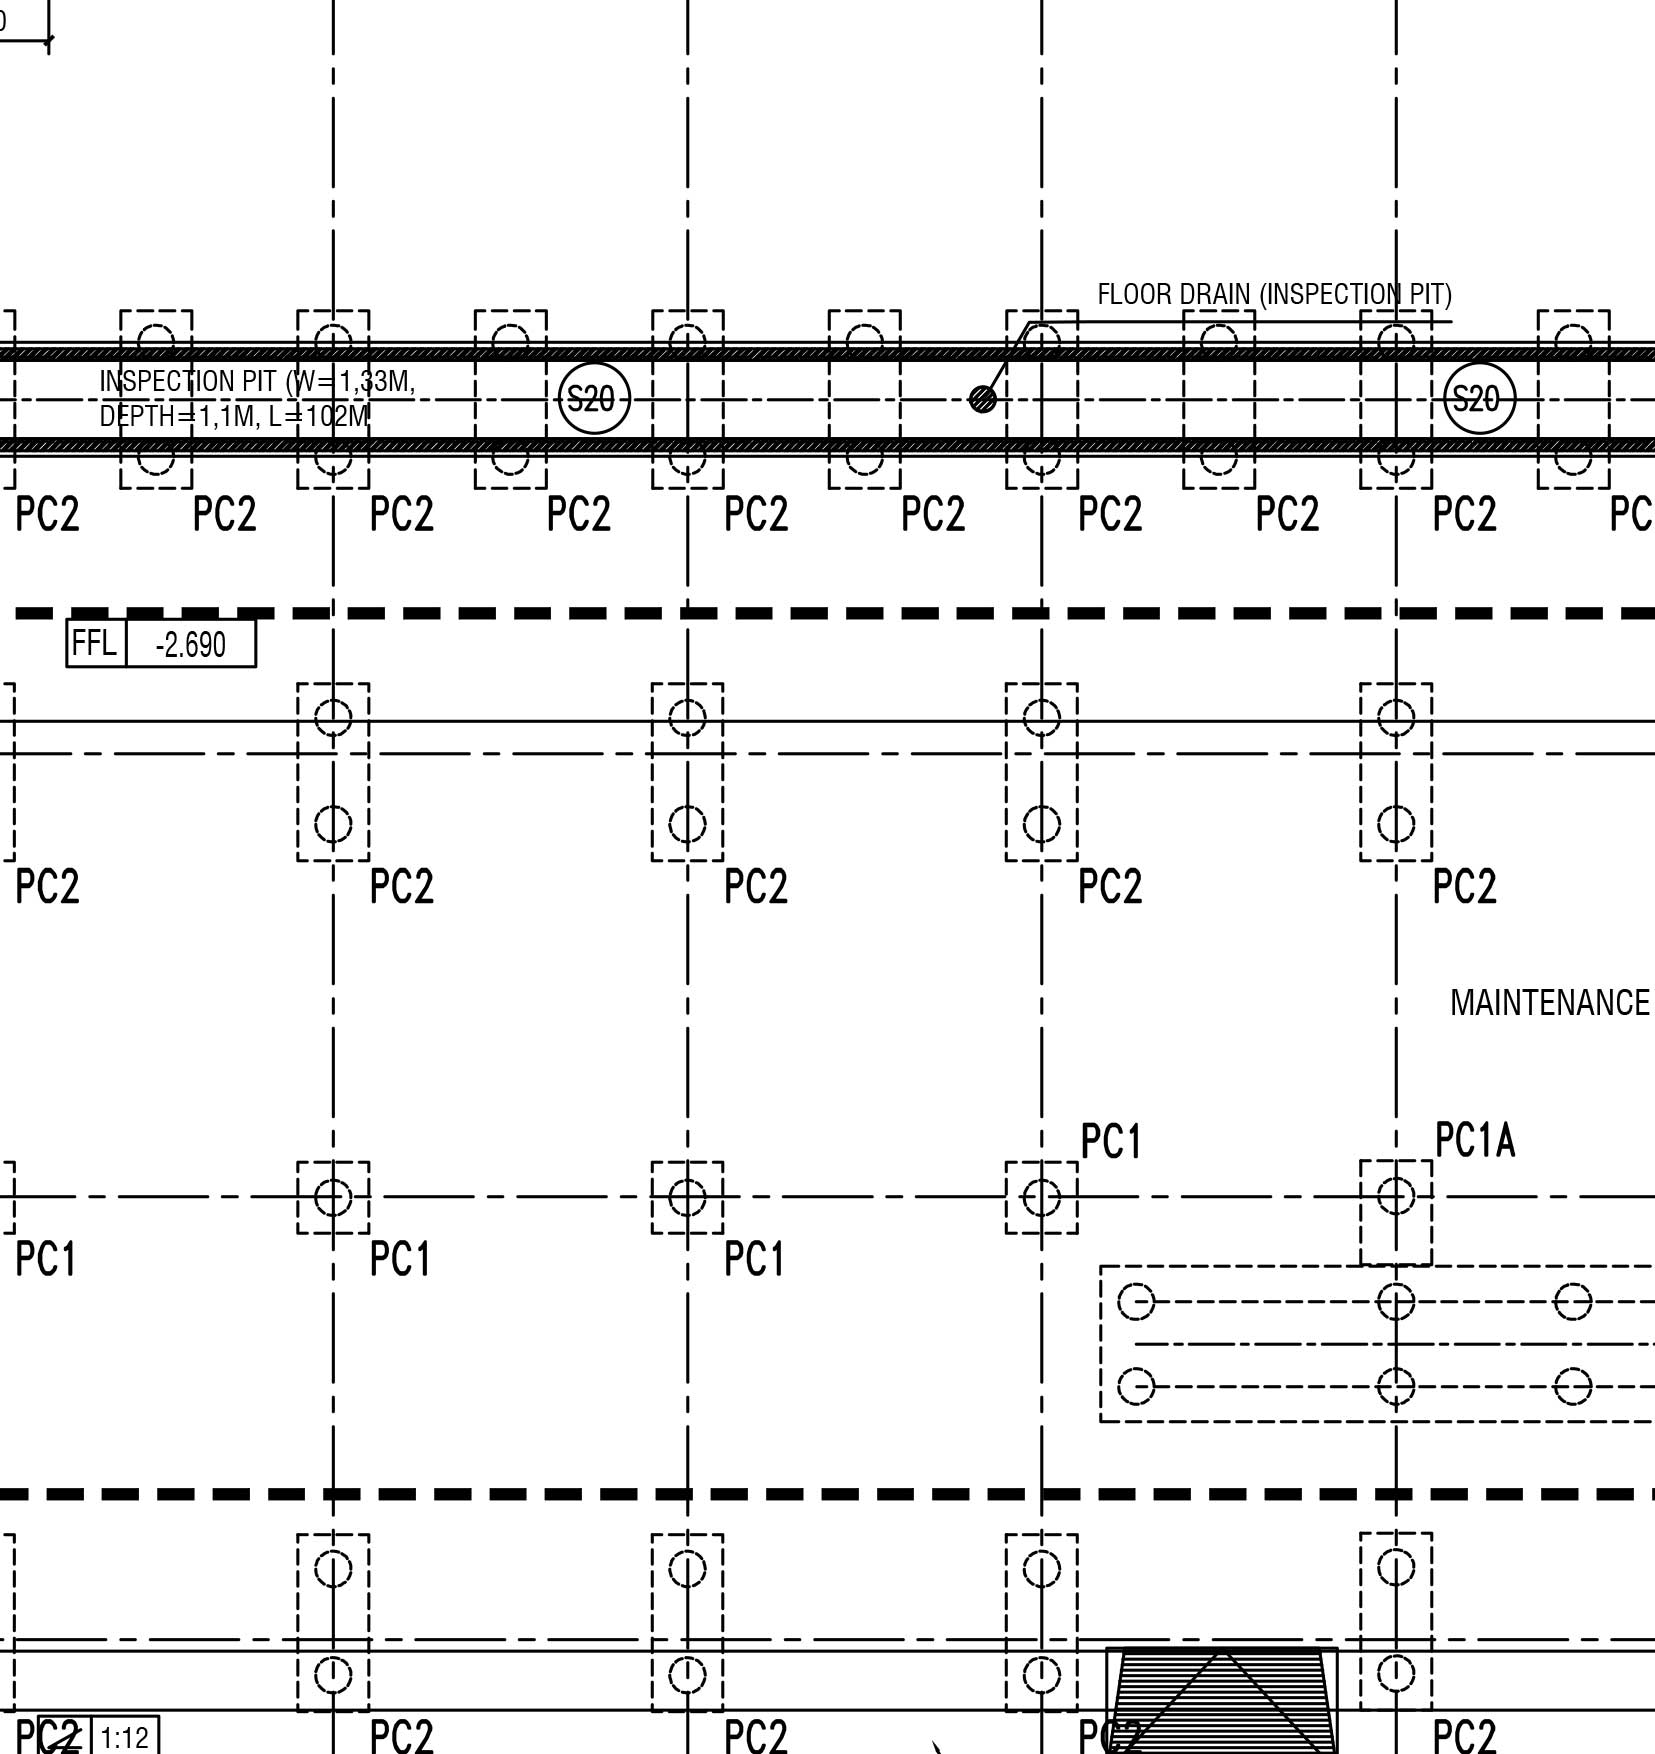 0
FLOOR DRAIN (INSPECTION PIT)
INSPECTION PIT (W=1,33M,
DEPTH=1,1M, L=102M
S20
S20
PC2 PC2 PC2 PC2 PC2 PC2 PC2 PC2 PC2 PC
FFL -2.690
PC2 PC2 PC2 PC2 PC2
MAINTENANCE
PC1 PC1A
PC1 PC1 PC1
PC2 1:12 PC2 PC2 PC2 PC2